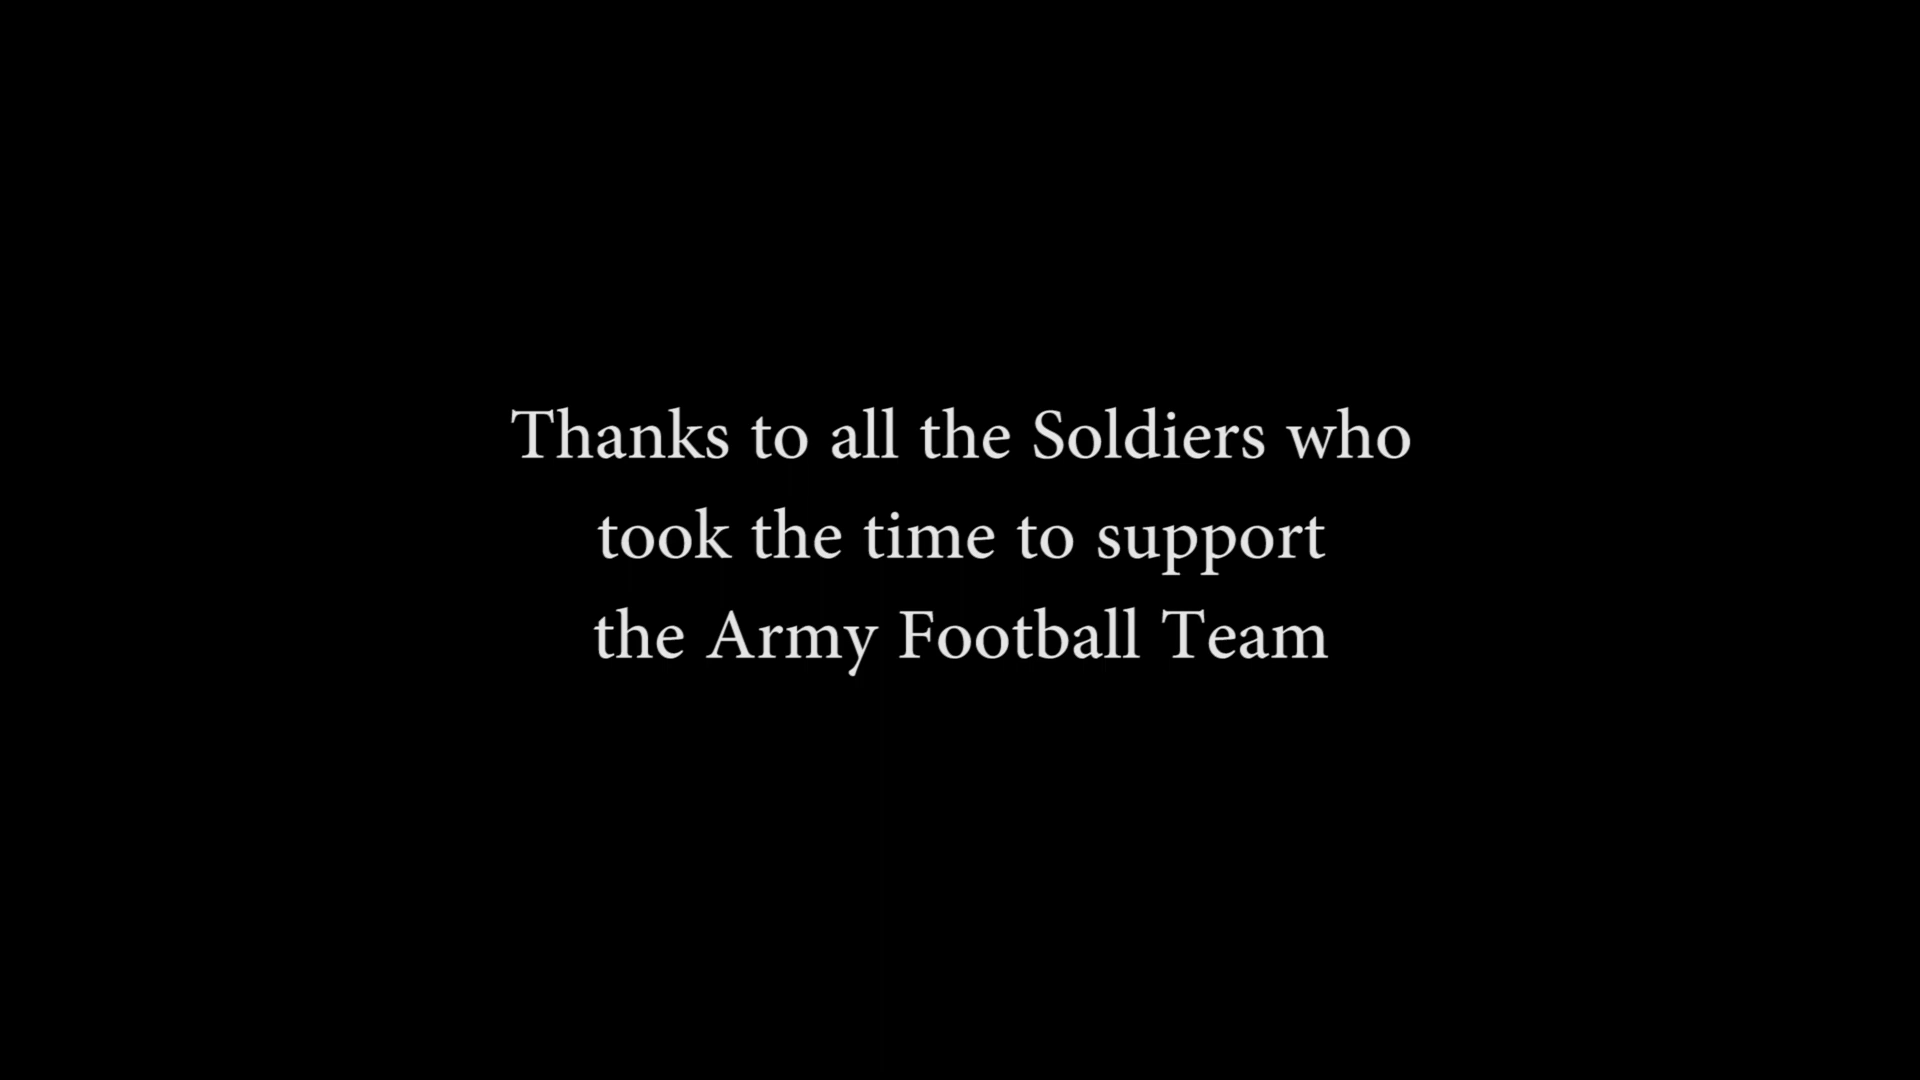 Thanks to all the Soldiers who
took the time to support
the Army Football Team